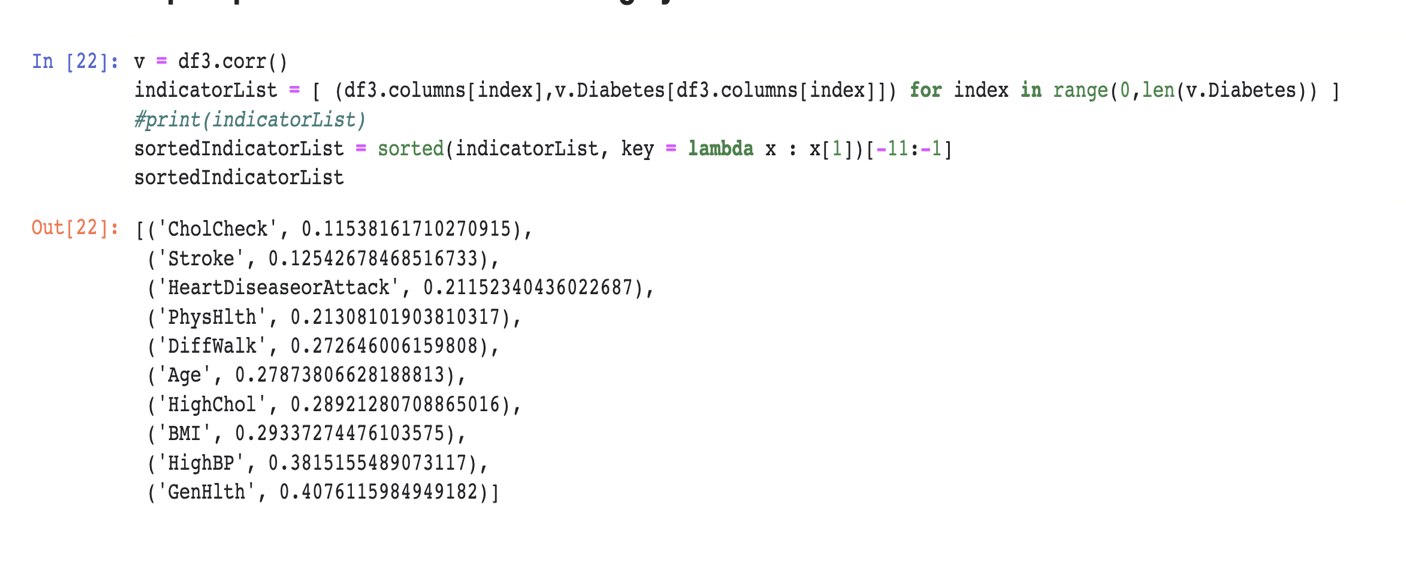 In [22]: v = df3.corr()
indicatorList = [ (df3.columns[index],v.Diabetes[df3.columns[index]]) for index in range(0,len(v.Diabetes)) ]
#print(indicatorList)
sortedIndicatorList = sorted(indicatorList, key = lambda x : x[1])[-11:-1]
sortedIndicatorList
Out[22]: [('CholCheck', 0.11538161710270915),
('Stroke', 0.12542678468516733),
('HeartDiseaseorAttack', 0.21152340436022687),
('PhysHlth', 0.21308101903810317),
('DiffWalk', 0.272646006159808),
('Age', 0.27873806628188813),
('HighChol', 0.28921280708865016),
('BMI', 0.29337274476103575),
('HighBP', 0.3815155489073117),
('GenHlth', 0.4076115984949182)]